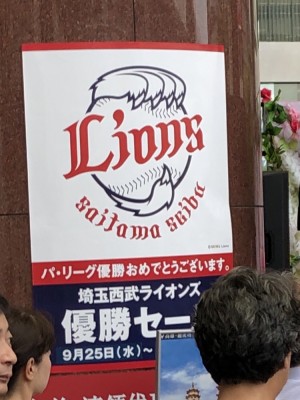 Lions
saitama seibu
パ・リーグ優勝おめでとうございます。
埼玉西武ライオンズ
優勝セー
9月25日(水)~